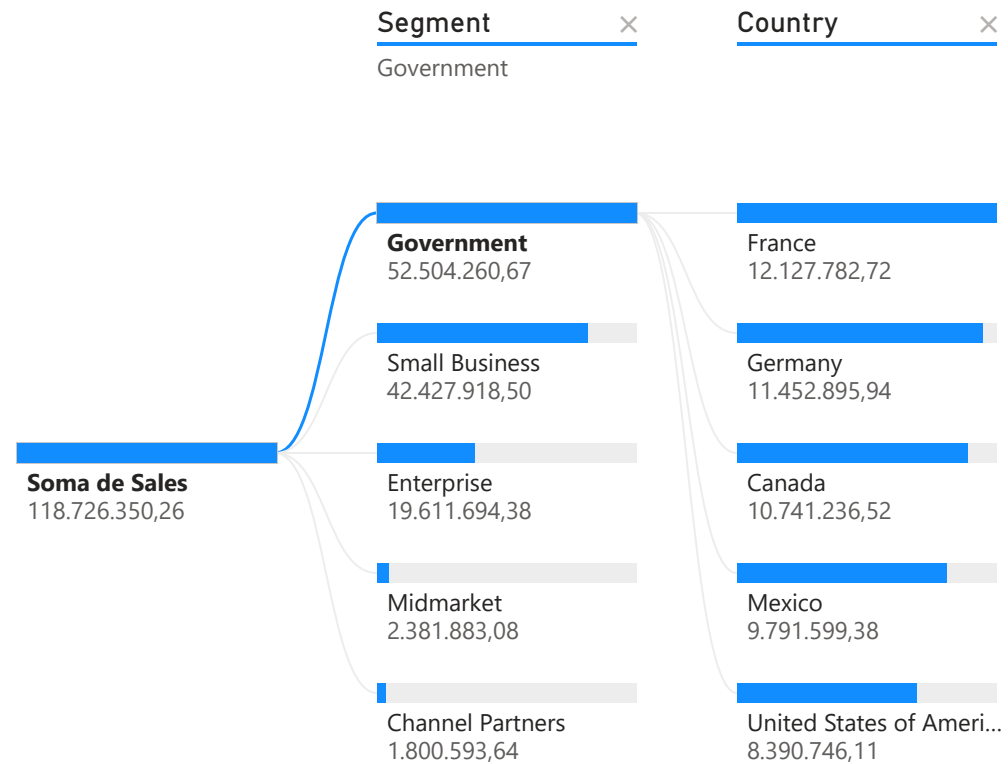 Segment
Government
Country
Soma de Sales
118.726.350,26
Government
52.504.260,67
Small Business
42.427.918,50
Enterprise
19.611.694,38
Midmarket
2.381.883,08
Channel Partners
1.800.593,64
France
12.127.782,72
Germany
11.452.895,94
Canada
10.741.236,52
Mexico
9.791.599,38
United States of Ameri...
8.390.746,11